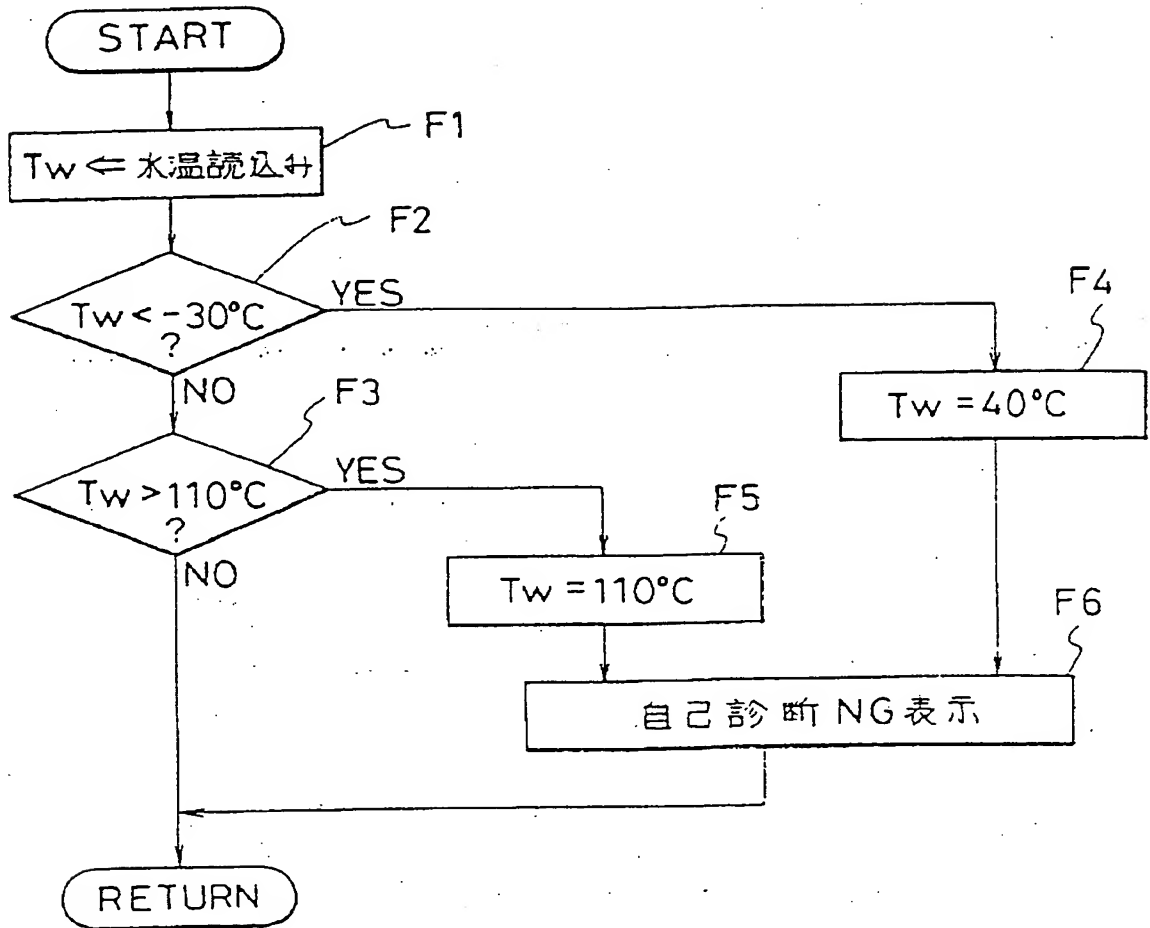 START
F1
Tw ⇐ 水温読込み
F2
Tw < -30°C
?
YES
F4
NO
Tw = 40°C
F3
Tw > 110°C
?
YES
F5
NO
Tw = 110°C
F6
自己診断NG表示
RETURN